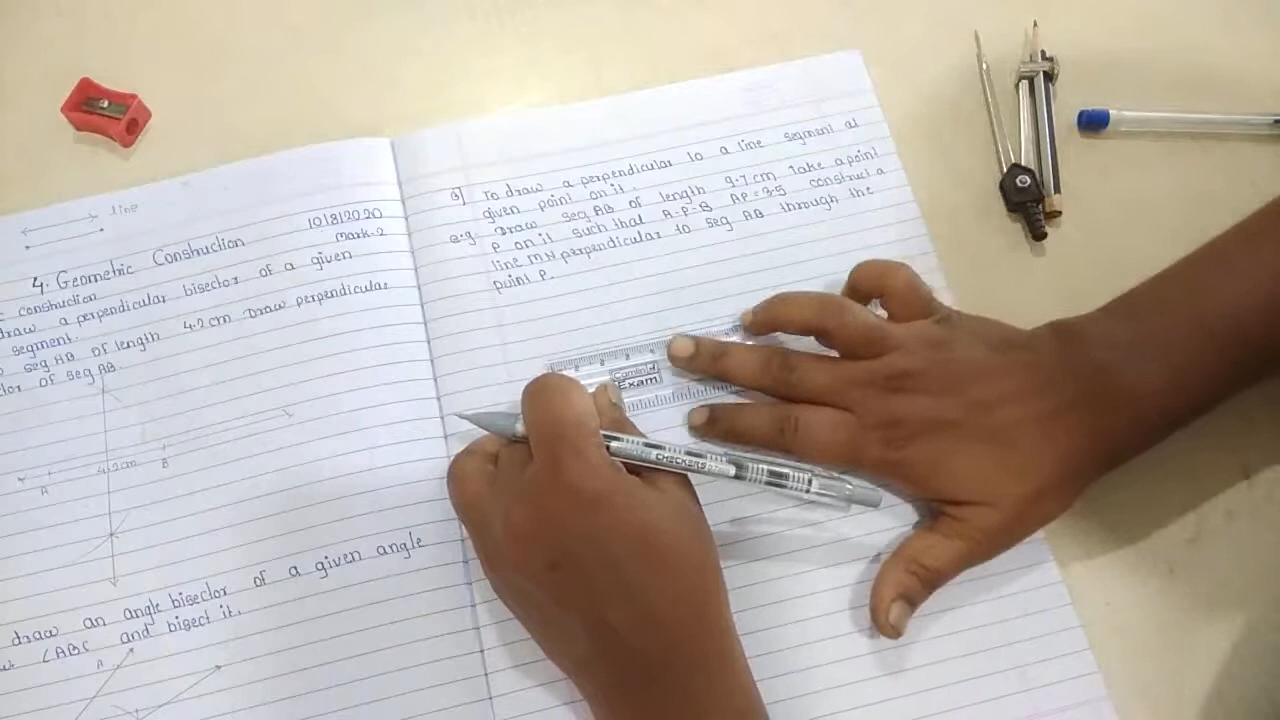 line
101812020
4. Geometric Construction
Mark-2
construction
draw a perpendicular bisector of a given
segment.
seg AB of length 4.2 cm Draw perpendicular
of seg AB.
4.2cm
A
B
draw an angle bisector of a given angle
∠ABC and bisect it.
A
To draw a perpendicular to a line segment at
given point on it.
e.g. Draw seg AB of length 9.7 cm Take a point
P on it such that A-P-B AP=3.5 construct a
line MN perpendicular to seg AB through the
point P.
Camlin
Exam
CHECKERS